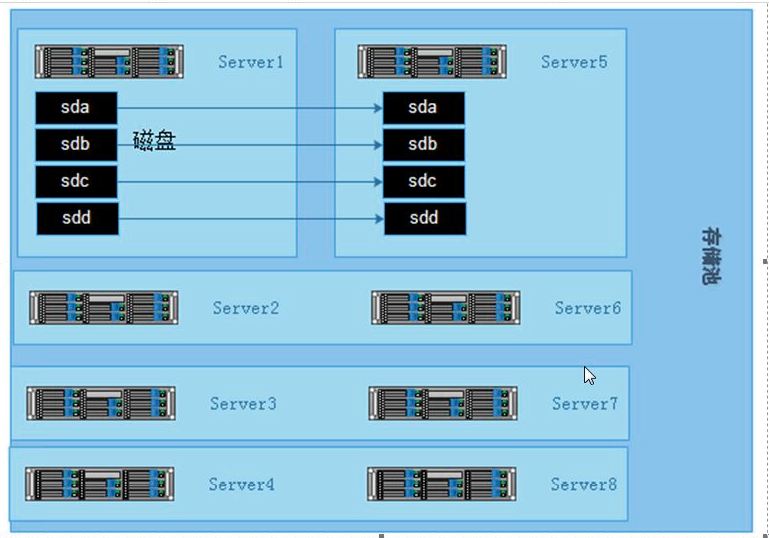 Server1
Server5
sda
sda
sdb
磁盘
sdb
sdc
sdc
sdd
sdd
存储池
Server2
Server6
Server3
Server7
Server4
Server8